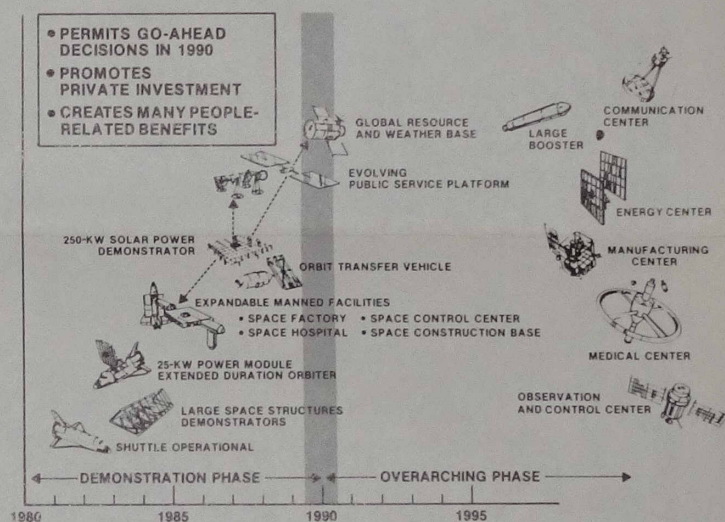 • PERMITS GO-AHEAD
DECISIONS IN 1990
• PROMOTES
PRIVATE INVESTMENT
• CREATES MANY PEOPLE-
RELATED BENEFITS
COMMUNICATION
CENTER
GLOBAL RESOURCE
AND WEATHER BASE
LARGE
BOOSTER
EVOLVING
PUBLIC SERVICE PLATFORM
ENERGY CENTER
250-KW SOLAR POWER
DEMONSTRATOR
MANUFACTURING
CENTER
ORBIT TRANSFER VEHICLE
EXPANDABLE MANNED FACILITIES
• SPACE FACTORY • SPACE CONTROL CENTER
• SPACE HOSPITAL • SPACE CONSTRUCTION BASE
MEDICAL CENTER
25-KW POWER MODULE
EXTENDED DURATION ORBITER
OBSERVATION
AND CONTROL CENTER
LARGE SPACE STRUCTURES
DEMONSTRATORS
SHUTTLE OPERATIONAL
DEMONSTRATION PHASE
OVERARCHING PHASE
1980 1985 1990 1995